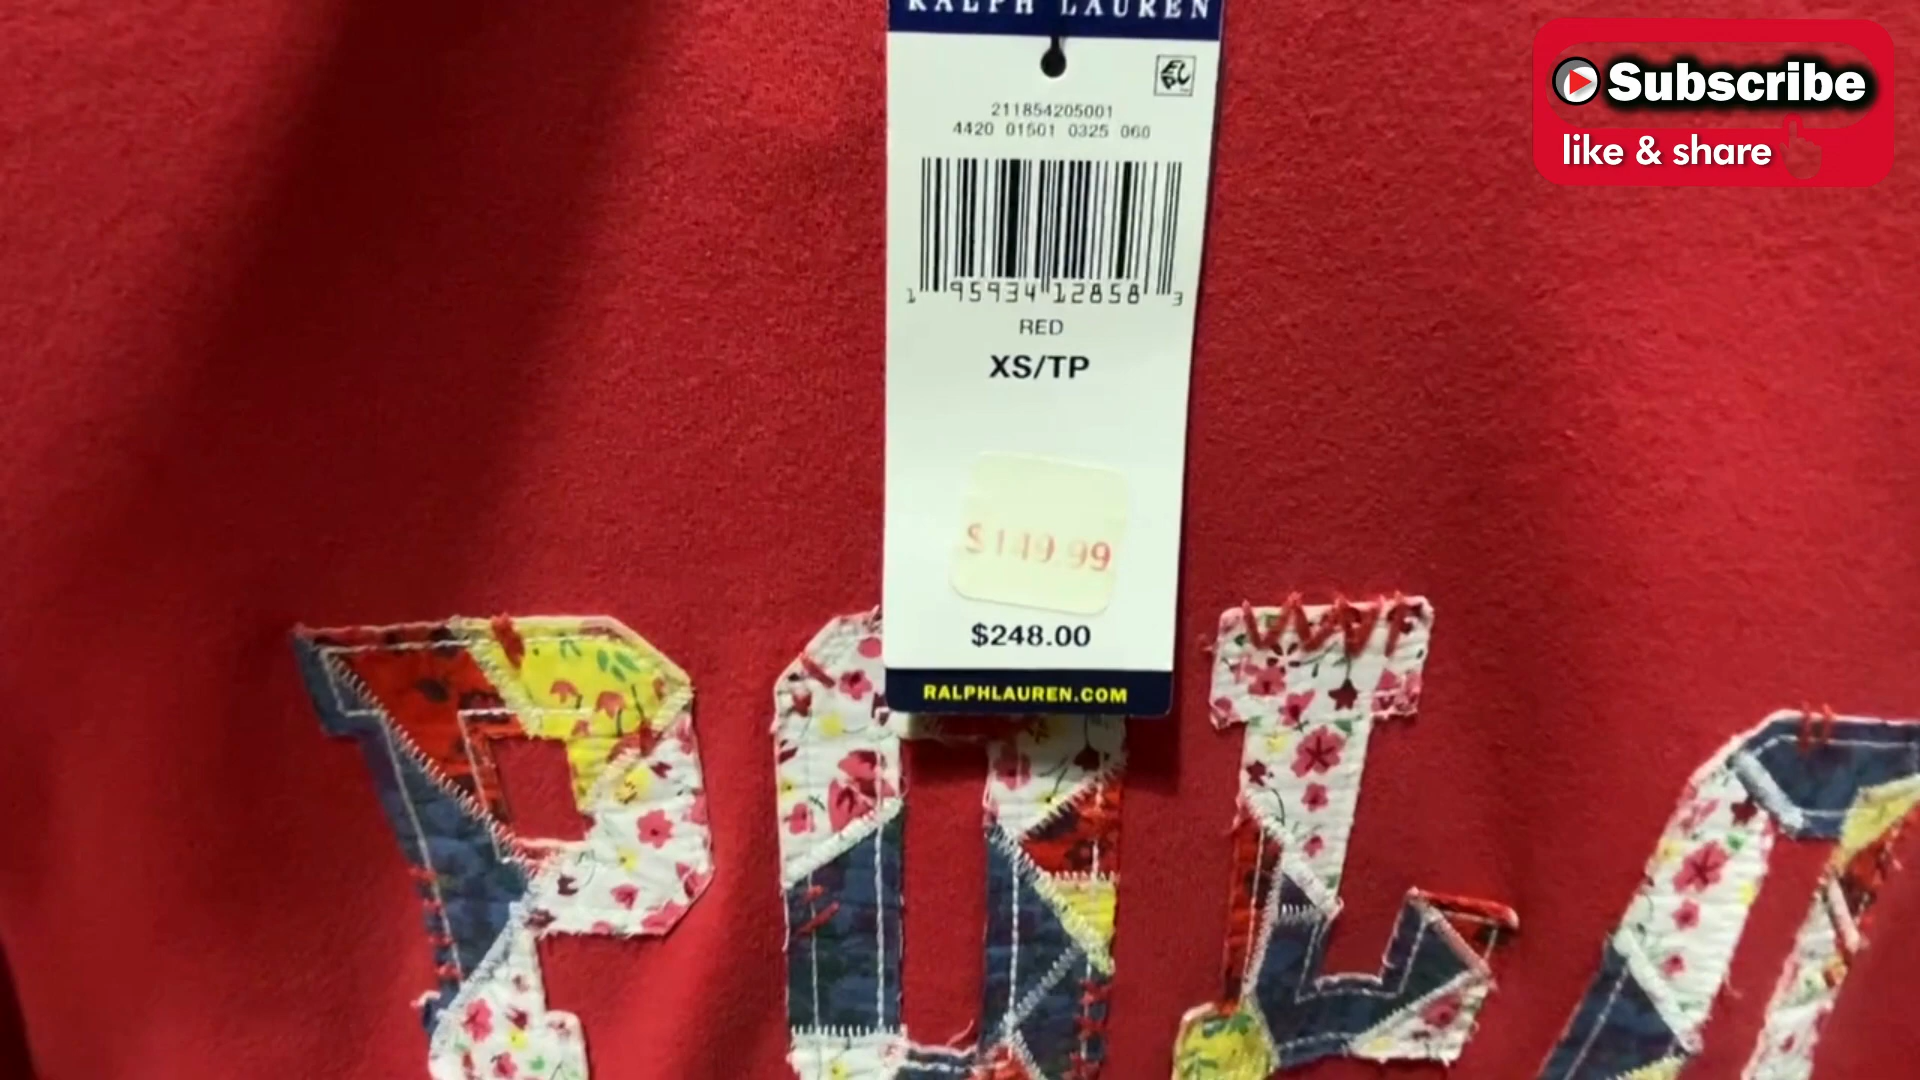 RALPH LAUREN
Subscribe
like & share
211854205001
4420 01501 0325 060
1 95934 12858 3
RED
XS/TP
$149.99
$248.00
RALPHLAUREN.COM
POLO